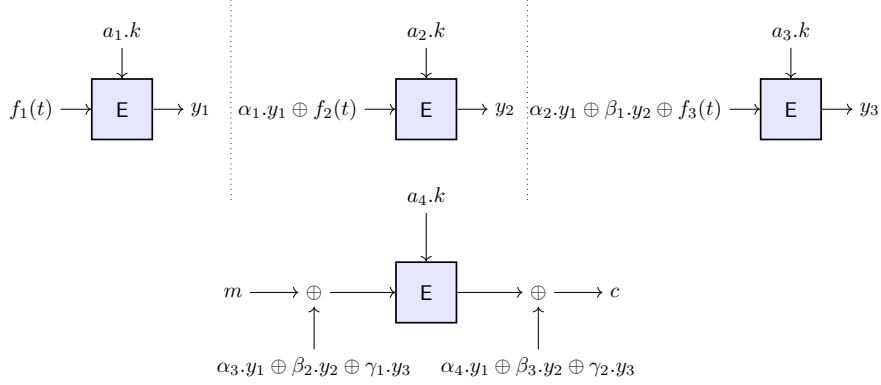 a₁.k a₂.k a₃.k
f₁(t) E y₁ α₁.y₁ ⊕ f₂(t) E y₂ α₂.y₁ ⊕ β₁.y₂ ⊕ f₃(t) E y₃
a₄.k
m ⊕ E ⊕ c
α₃.y₁ ⊕ β₂.y₂ ⊕ γ₁.y₃ α₄.y₁ ⊕ β₃.y₂ ⊕ γ₂.y₃